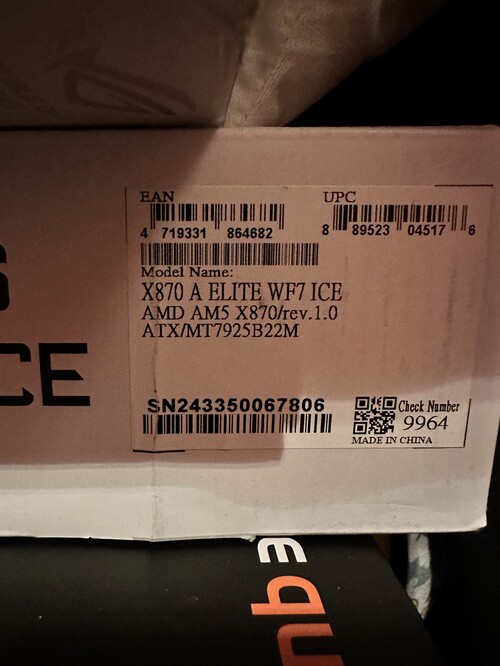 EAN
UPC
4 719331 864682
8 89523 04517 6
Model Name:
X870 A ELITE WF7 ICE
AMD AM5 X870/rev.1.0
ATX/MT7925B22M
SN243350067806
Check Number
9964
MADE IN CHINA
CE